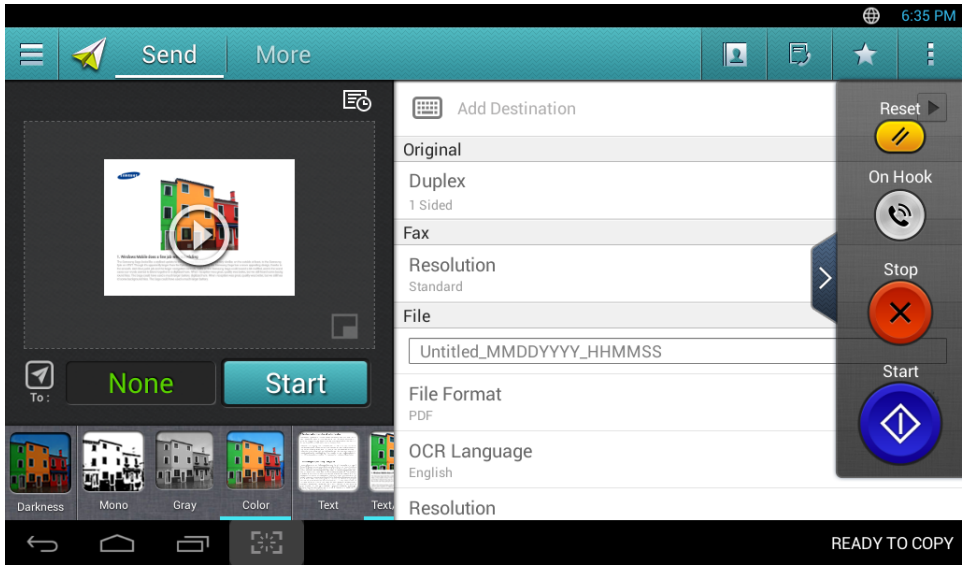 6:35 PM
Send
More
SAMSUNG
To :
None
Start
Darkness
Mono
Gray
Color
Text
Text/
Add Destination
Original
Duplex
1 Sided
Fax
Resolution
Standard
File
Untitled_MMDDYYYY_HHMMSS
File Format
PDF
OCR Language
English
Resolution
Reset
On Hook
Stop
Start
READY TO COPY